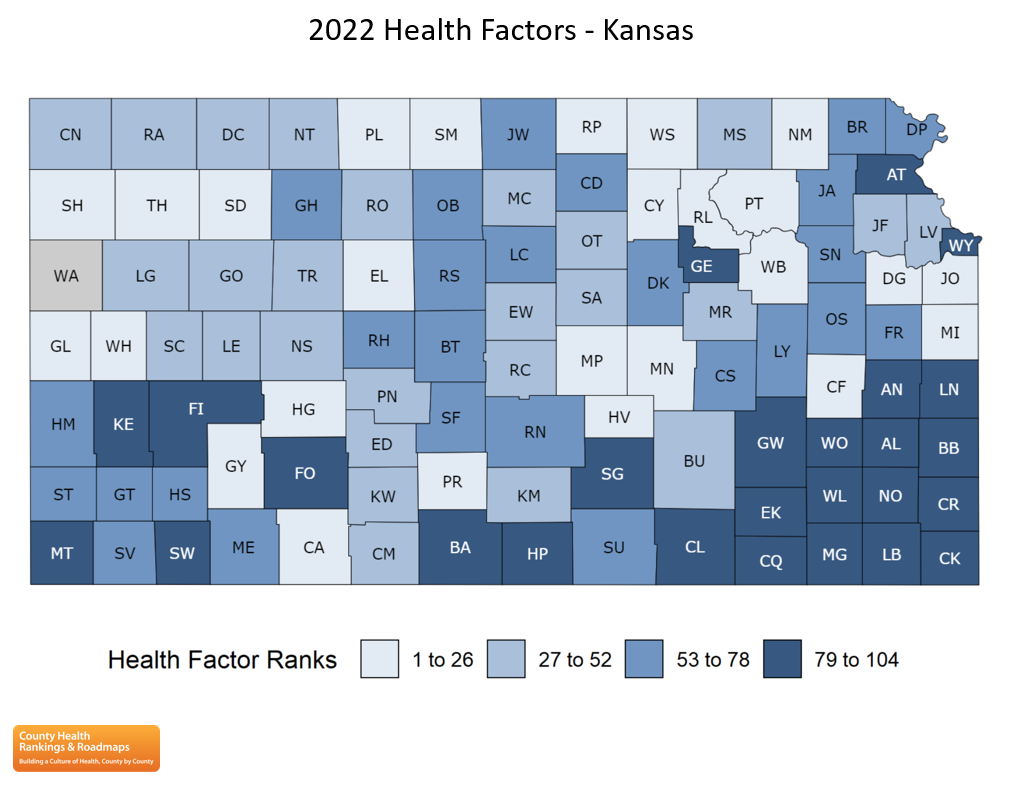 2022 Health Factors - Kansas
CN RA DC NT PL SM JW RP WS MS NM BR DP
SH TH SD GH RO OB MC CD CY RL PT JA AT
WA LG GO TR EL RS LC OT DK GE WB SN JF LV WY
GL WH SC LE NS RH BT EW SA MR LY OS DG JO
HM KE FI HG PN SF RC MP MN CS CF FR MI
GY FO ED RN HV BU GW AN LN
ST GT HS KW PR KM SG WO AL BB
MT SV SW ME CA CM BA HP SU CL EK WL NO CR
CQ MG LB CK
Health Factor Ranks 1 to 26 27 to 52 53 to 78 79 to 104
County Health
Rankings & Roadmaps
Building a Culture of Health, County by County